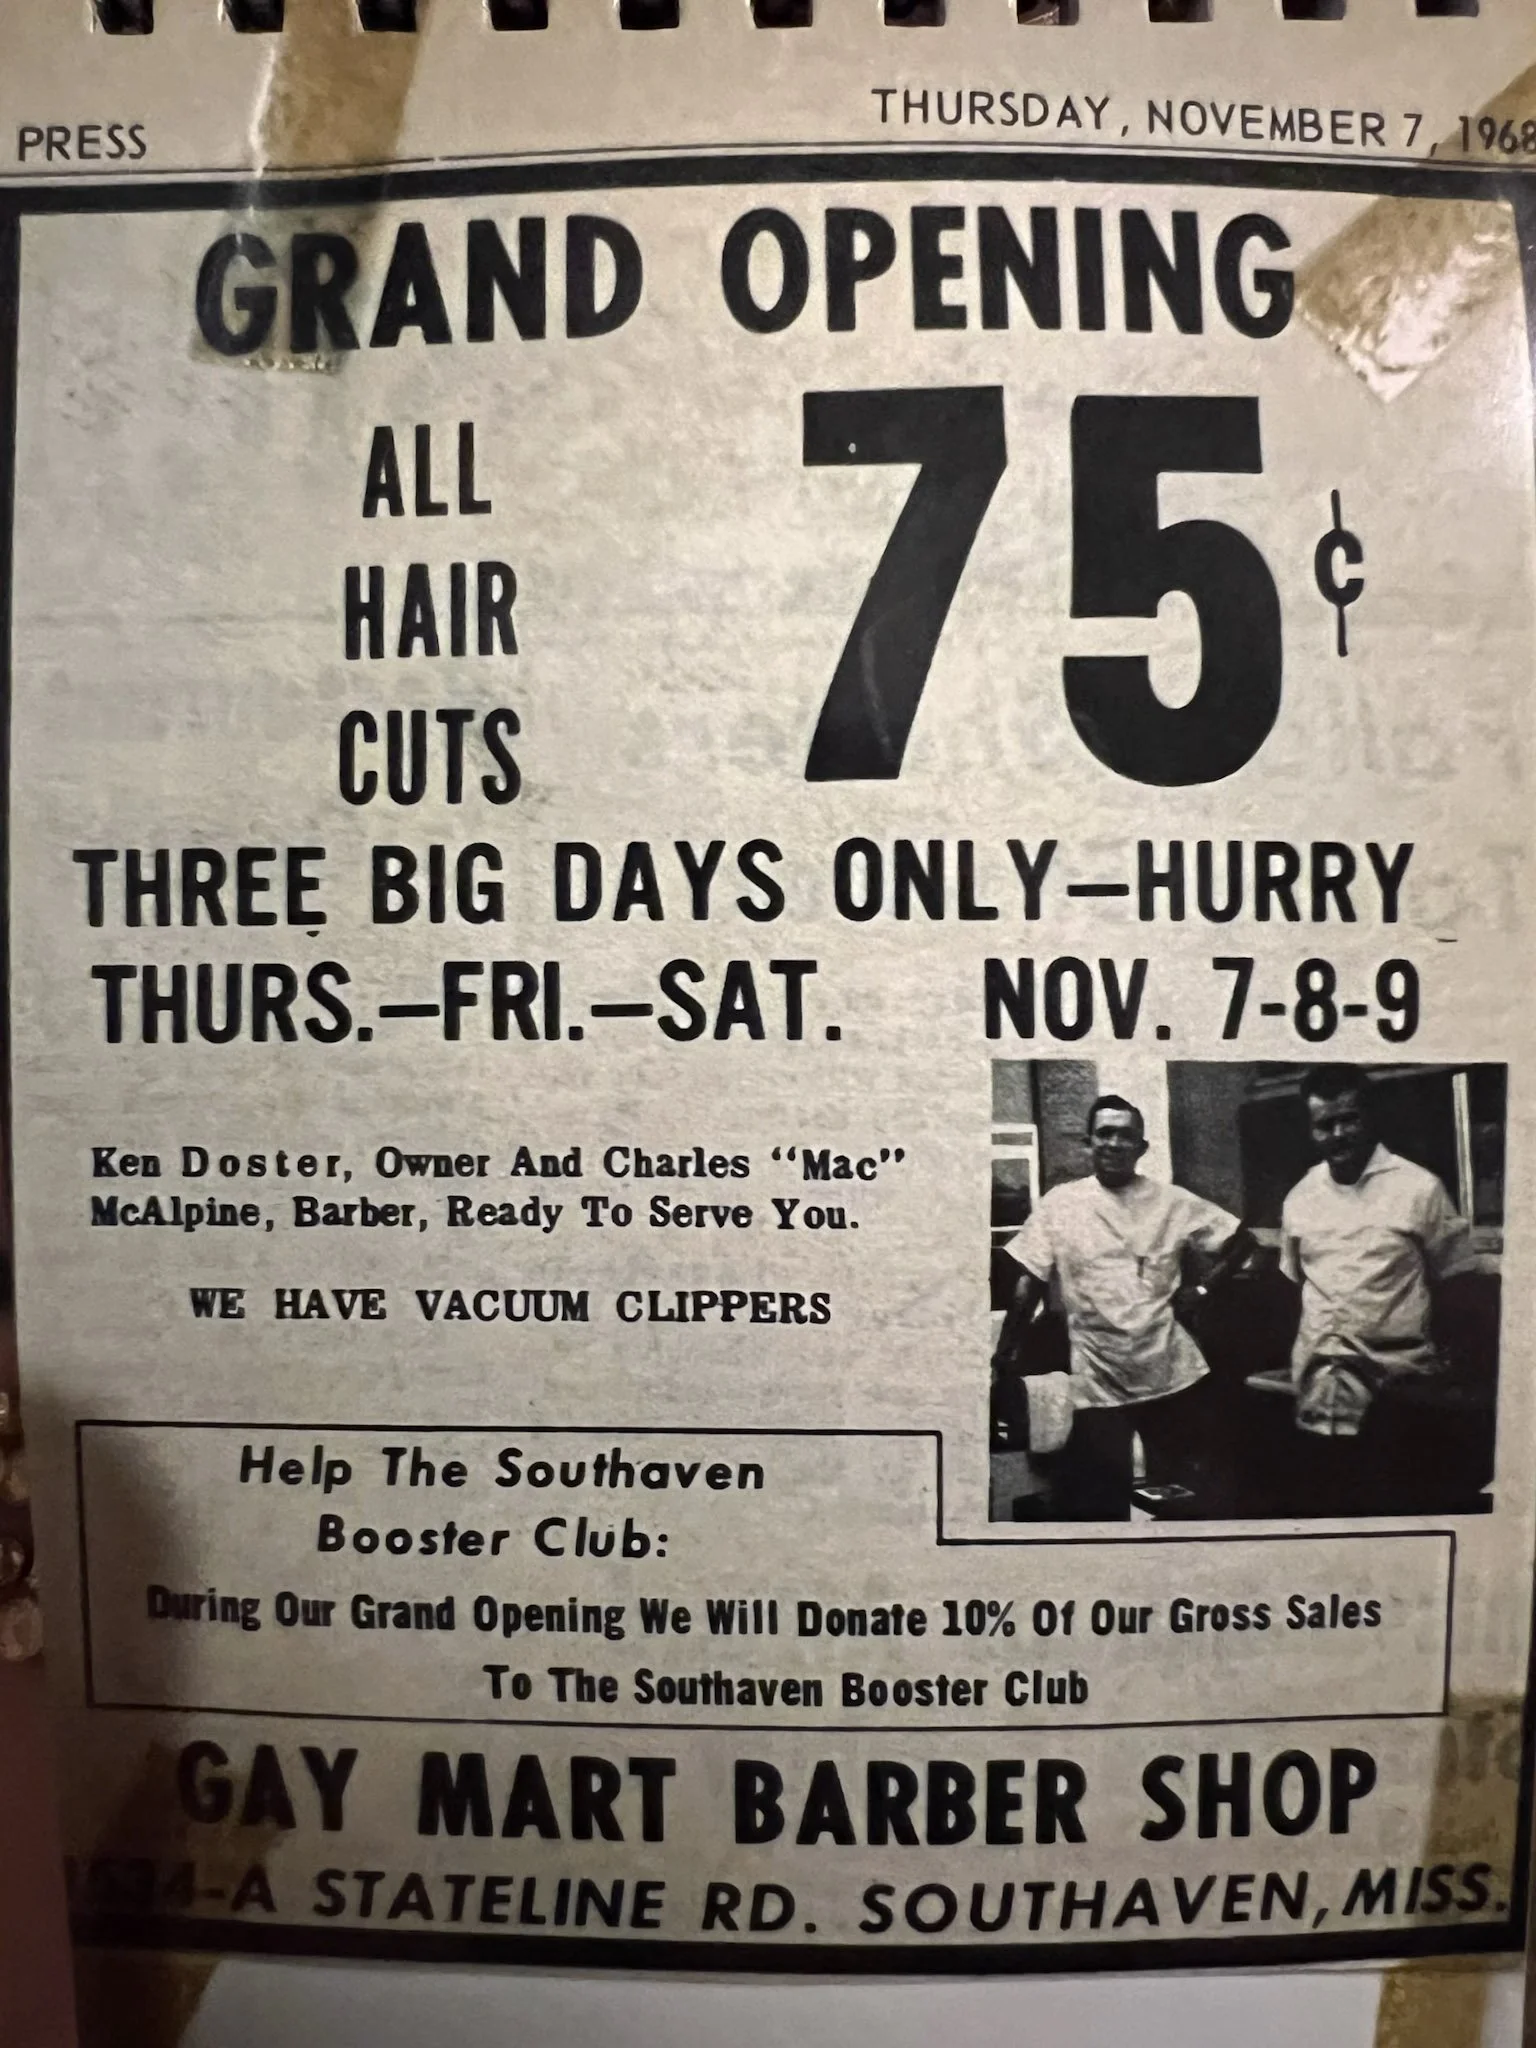 PRESS
THURSDAY, NOVEMBER 7, 1968
GRAND OPENING
ALL
HAIR
CUTS
75¢
THREE BIG DAYS ONLY—HURRY
THURS.—FRI.—SAT. NOV. 7-8-9
Ken Doster, Owner And Charles “Mac”
McAlpine, Barber, Ready To Serve You.
WE HAVE VACUUM CLIPPERS
Help The Southaven
Booster Club:
During Our Grand Opening We Will Donate 10% Of Our Gross Sales
To The Southaven Booster Club
GAY MART BARBER SHOP
STATELINE RD. SOUTHAVEN, MISS.